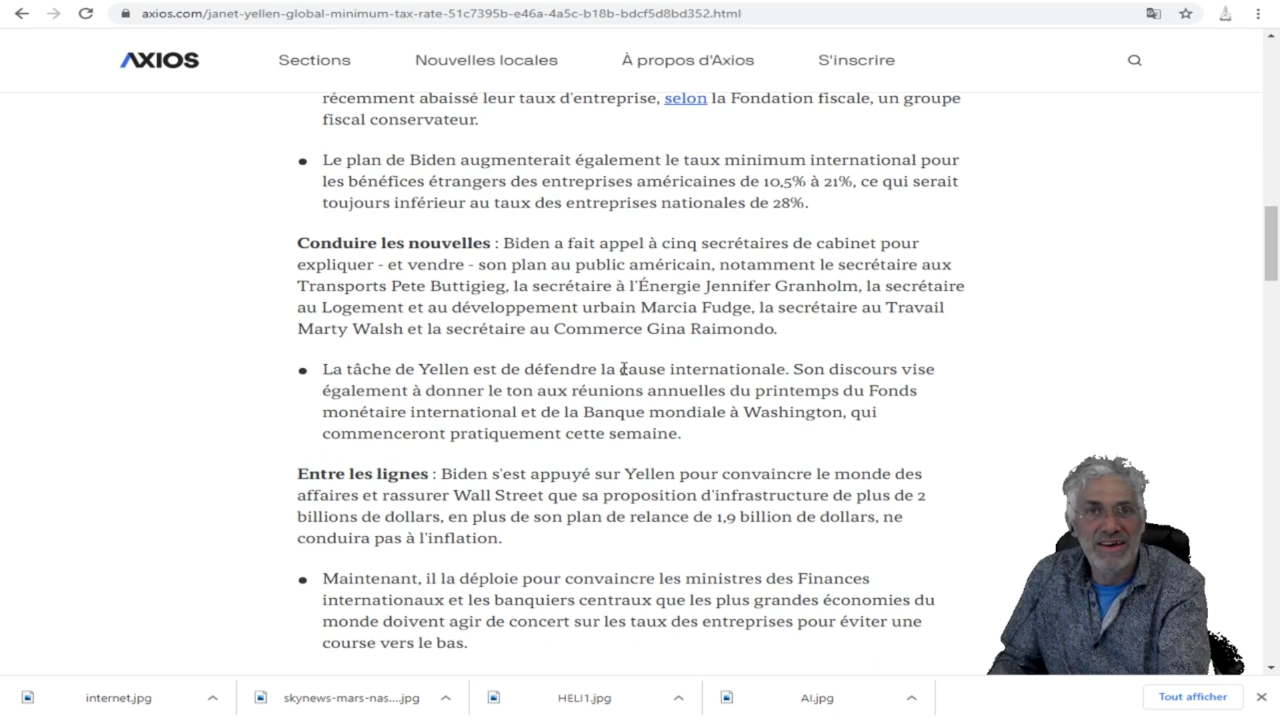 axios.com/janet-yellen-global-minimum-tax-rate-51c7395b-e46a-4a5c-b18b-bdcf5d8bd352.html
AXIOS
Sections
Nouvelles locales
À propos d'Axios
S'inscrire
récemment abaissé leur taux d'entreprise, selon la Fondation fiscale, un groupe
fiscal conservateur.
Le plan de Biden augmenterait également le taux minimum international pour
les bénéfices étrangers des entreprises américaines de 10,5% à 21%, ce qui serait
toujours inférieur au taux des entreprises nationales de 28%.
Conduire les nouvelles : Biden a fait appel à cinq secrétaires de cabinet pour
expliquer - et vendre - son plan au public américain, notamment le secrétaire aux
Transports Pete Buttigieg, la secrétaire à l'Énergie Jennifer Granholm, la secrétaire
au Logement et au développement urbain Marcia Fudge, la secrétaire au Travail
Marty Walsh et la secrétaire au Commerce Gina Raimondo.
La tâche de Yellen est de défendre la cause internationale. Son discours vise
également à donner le ton aux réunions annuelles du printemps du Fonds
monétaire international et de la Banque mondiale à Washington, qui
commenceront pratiquement cette semaine.
Entre les lignes : Biden s'est appuyé sur Yellen pour convaincre le monde des
affaires et rassurer Wall Street que sa proposition d'infrastructure de plus de 2
billions de dollars, en plus de son plan de relance de 1,9 billion de dollars, ne
conduira pas à l'inflation.
Maintenant, il la déploie pour convaincre les ministres des Finances
internationaux et les banquiers centraux que les plus grandes économies du
monde doivent agir de concert sur les taux des entreprises pour éviter une
course vers le bas.
internet.jpg
skynews-mars-nas....jpg
HELI1.jpg
AI.jpg
Tout afficher